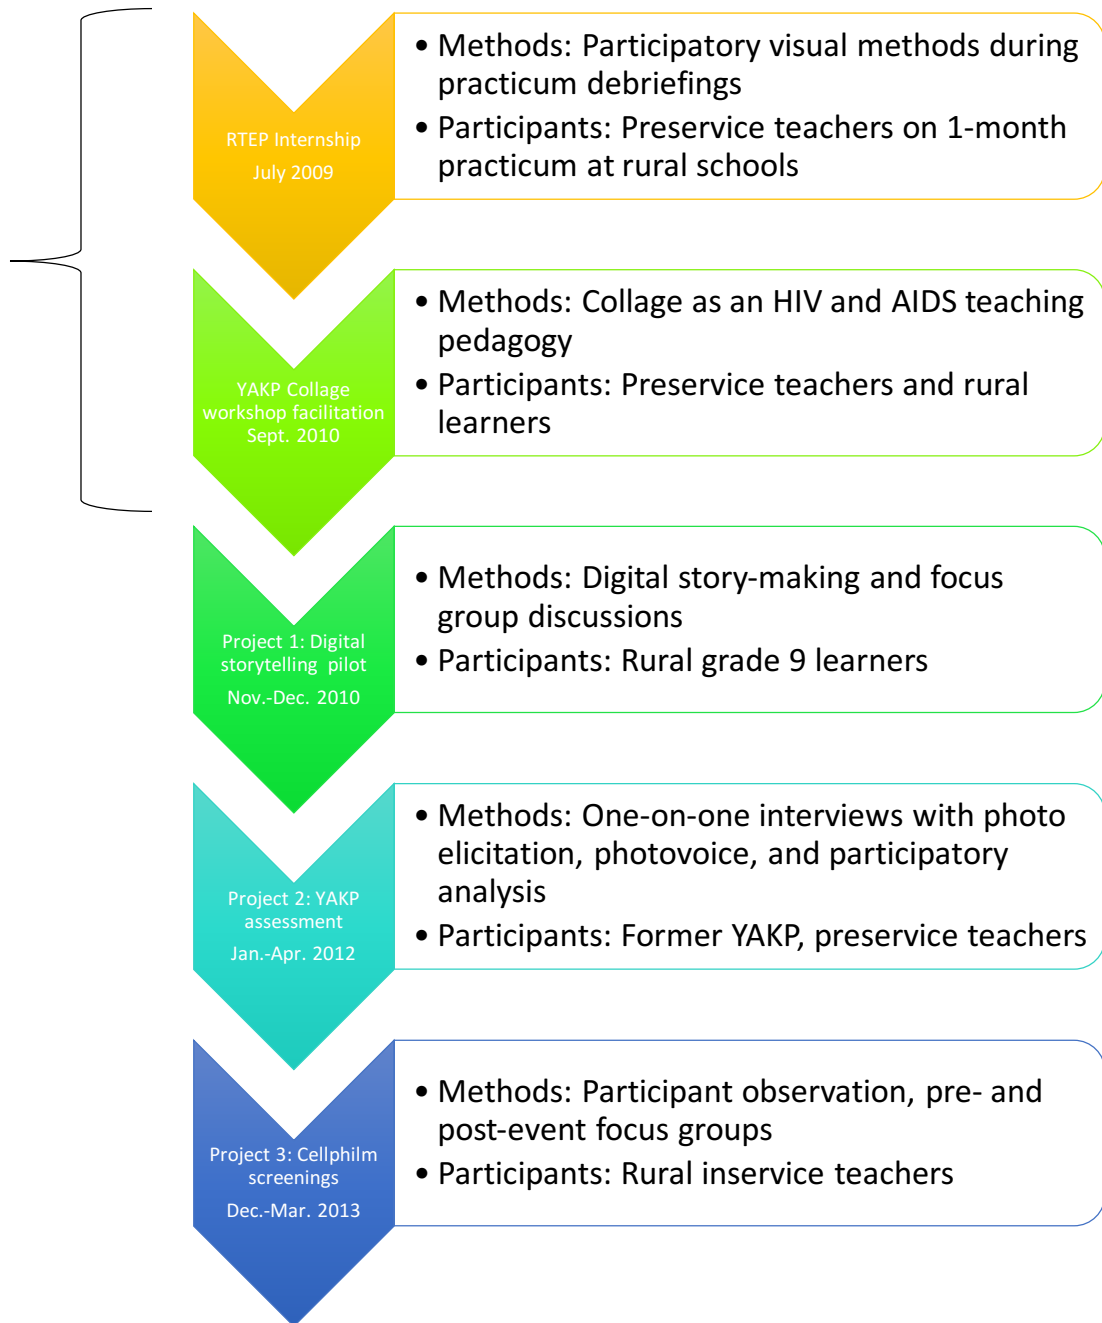 RTEP Internship
July 2009
• Methods: Participatory visual methods during
practicum debriefings
• Participants: Preservice teachers on 1-month
practicum at rural schools
YAKP Collage
workshop facilitation
Sept. 2010
• Methods: Collage as an HIV and AIDS teaching
pedagogy
• Participants: Preservice teachers and rural
learners
Project 1: Digital
storytelling pilot
Nov.-Dec. 2010
• Methods: Digital story-making and focus
group discussions
• Participants: Rural grade 9 learners
Project 2: YAKP
assessment
Jan.-Apr. 2012
• Methods: One-on-one interviews with photo
elicitation, photovoice, and participatory
analysis
• Participants: Former YAKP, preservice teachers
Project 3: Cellphilm
screenings
Dec.-Mar. 2013
• Methods: Participant observation, pre- and
post-event focus groups
• Participants: Rural inservice teachers